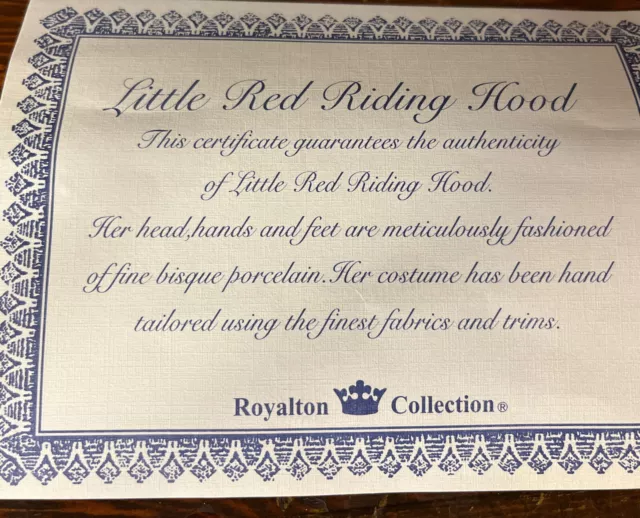 Little Red Riding Hood
This certificate guarantees the authenticity
of Little Red Riding Hood.
Her head,hands and feet are meticulously fashioned
of fine bisque porcelain.Her costume has been hand
tailored using the finest fabrics and trims.
Royalton Collection®